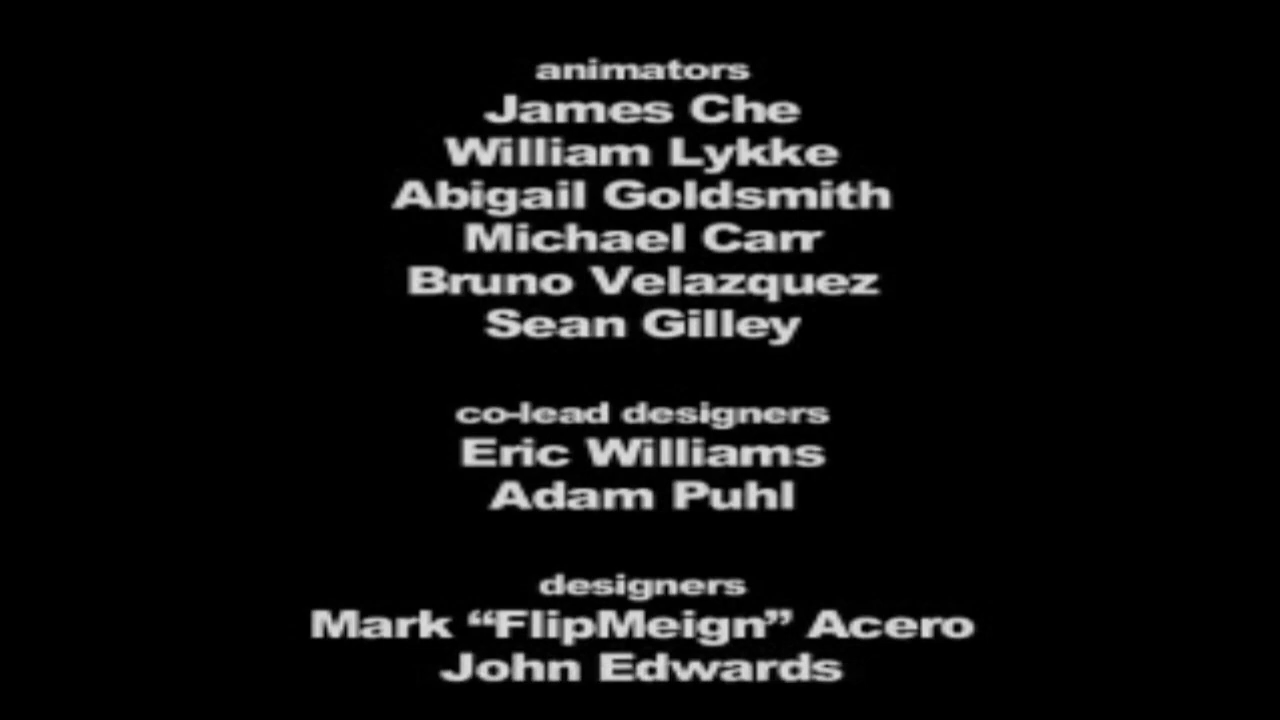 animators
James Che
William Lykke
Abigail Goldsmith
Michael Carr
Bruno Velazquez
Sean Gilley
co-lead designers
Eric Williams
Adam Puhl
designers
Mark “FlipMeign” Acero
John Edwards